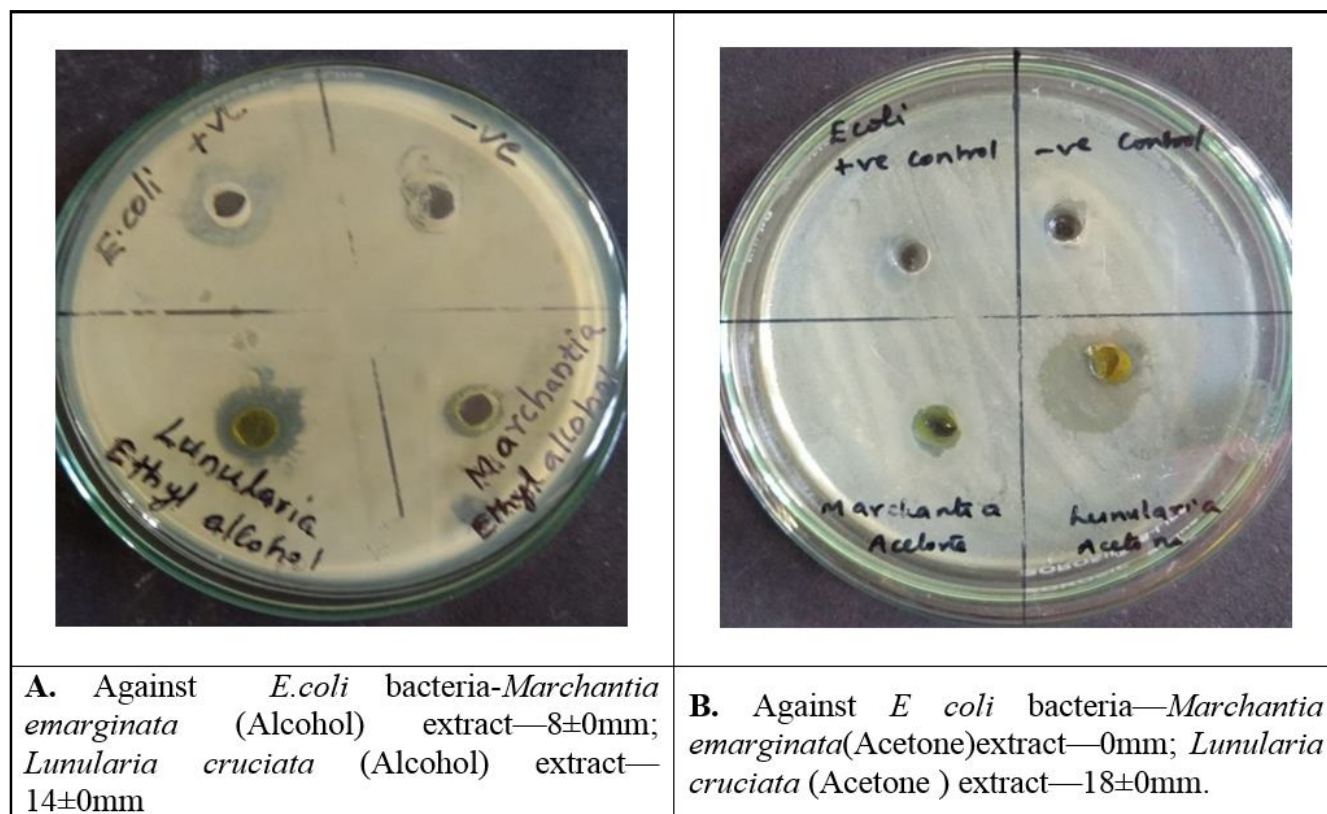 E.coli +ve
-ve
Lunularia
Ethyl alcohol
Marchantia
Ethyl alcohol
E coli
+ve control
-ve control
Marchantia
Acetone
Lunularia
Acetone
A. Against E.coli bacteria-Marchantia
emarginata (Alcohol) extract—8±0mm;
Lunularia cruciata (Alcohol) extract—
14±0mm
B. Against E coli bacteria—Marchantia
emarginata(Acetone)extract—0mm; Lunularia
cruciata (Acetone ) extract—18±0mm.